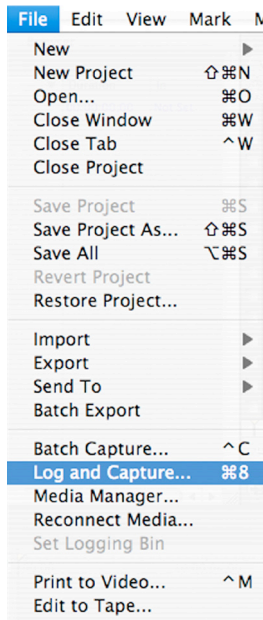 File Edit View Mark M
New ▶
New Project ⇧⌘N
Open... ⌘O
Close Window ⌘W
Close Tab ^W
Close Project
Save Project ⌘S
Save Project As... ⇧⌘S
Save All ⌥⌘S
Revert Project
Restore Project...
Import ▶
Export ▶
Send To ▶
Batch Export
Batch Capture... ^C
Log and Capture... ⌘8
Media Manager...
Reconnect Media...
Set Logging Bin
Print to Video... ^M
Edit to Tape...